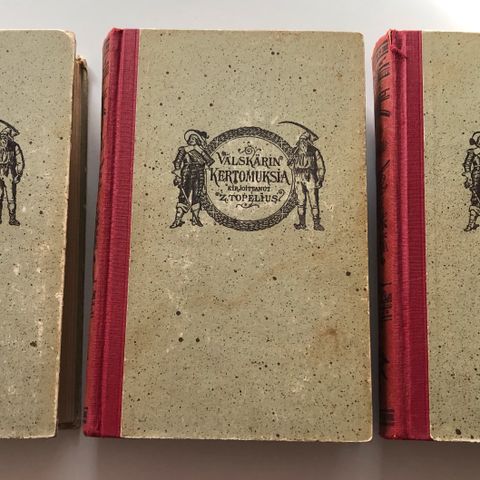 VÄLSKÄRIN
KERTOMUKSIA
KIRJOITTANUT
Z. TOPELIUS